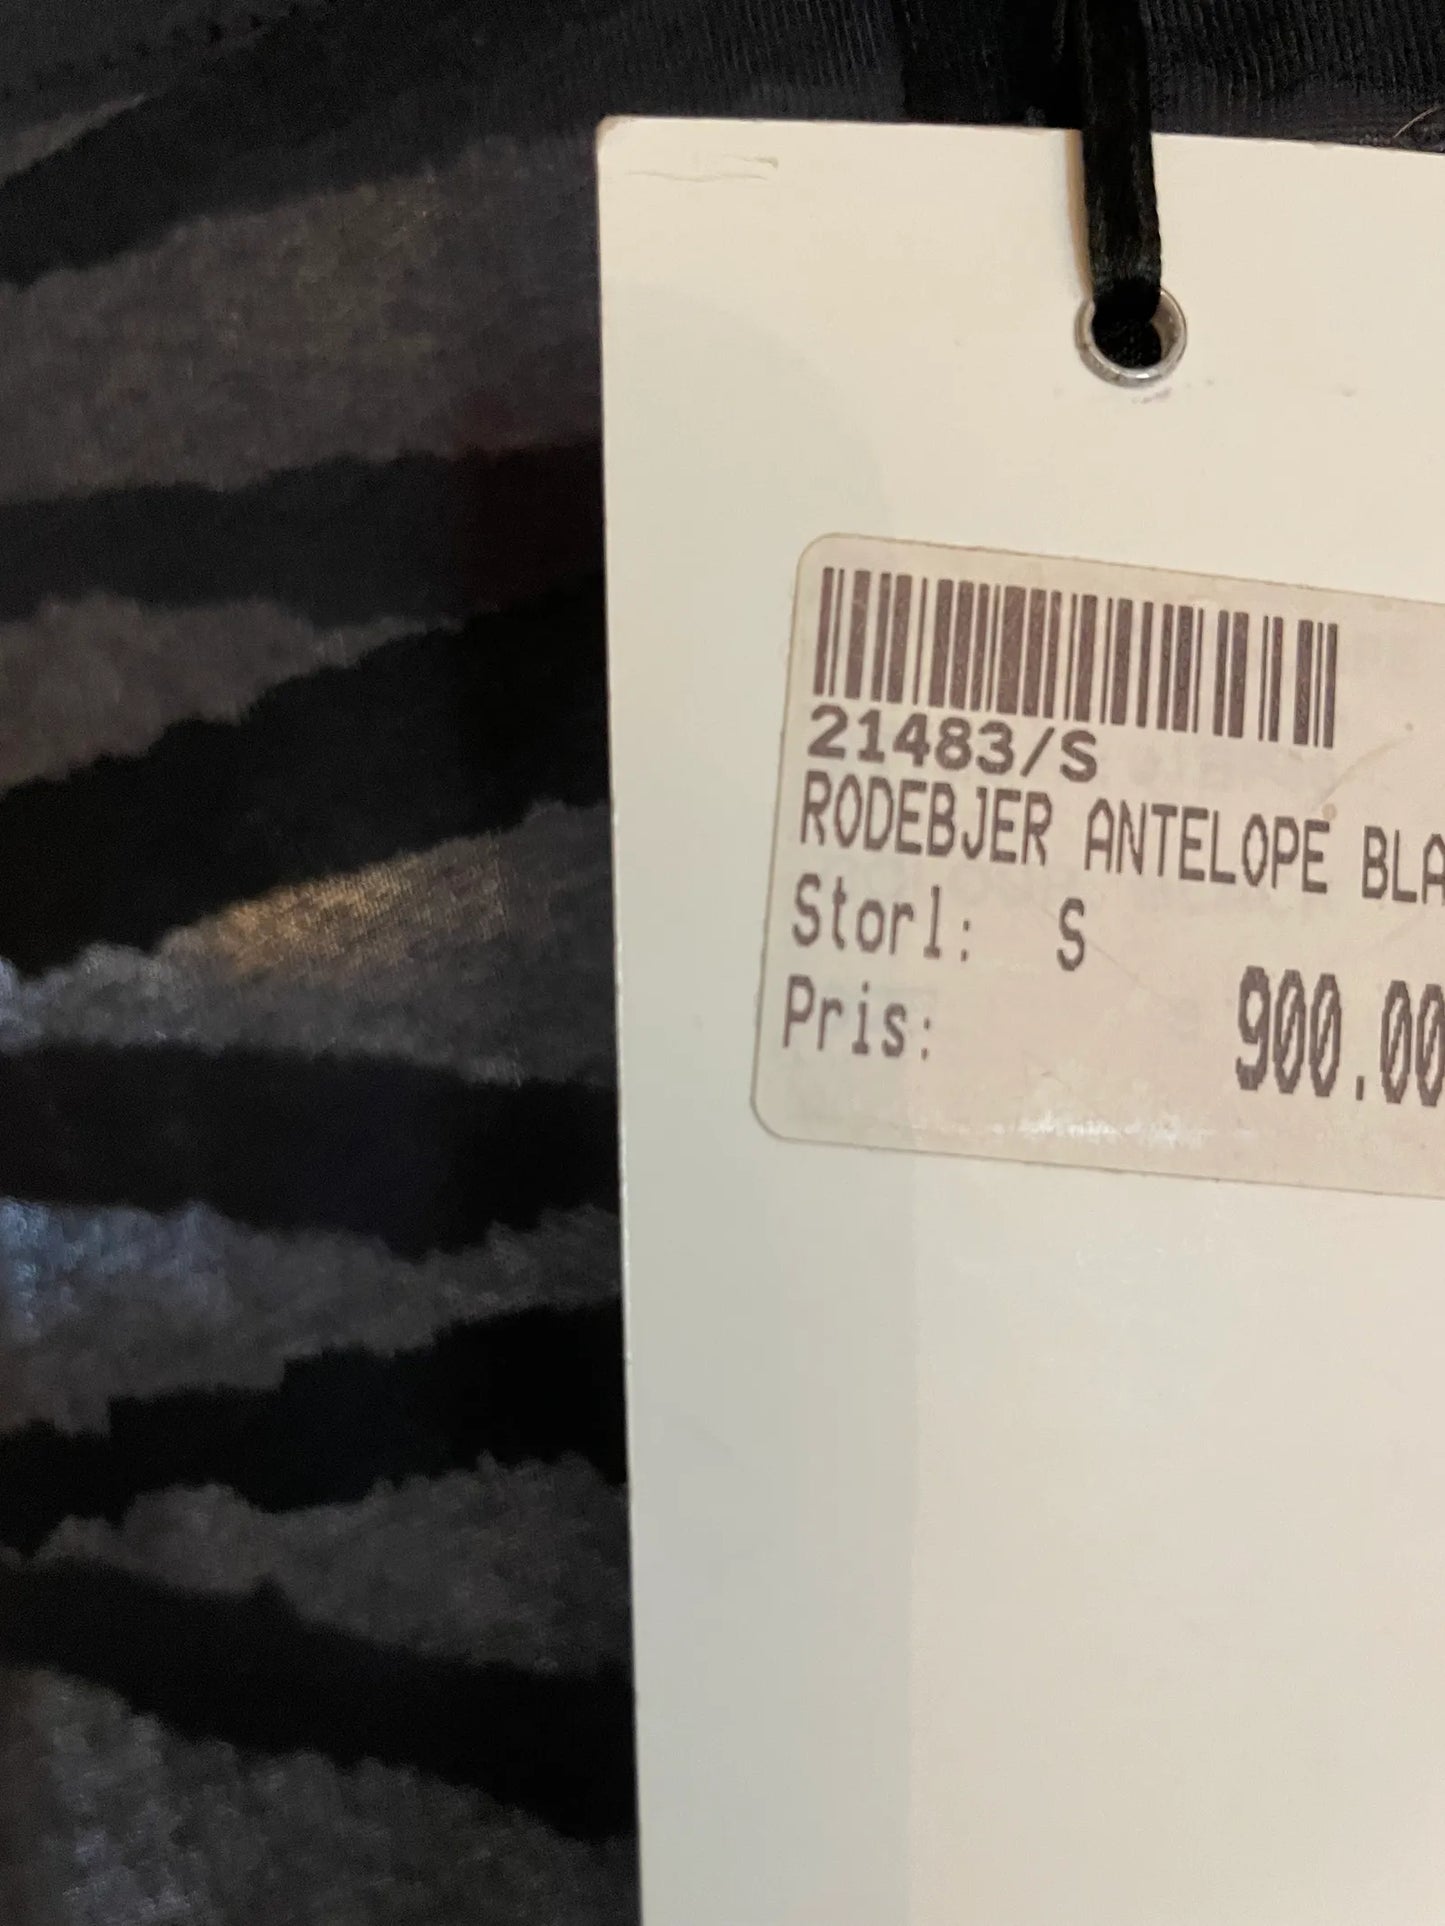 21483/S
RODEBJER ANTELOPE BLA
Storl: S
Pris: 900.00